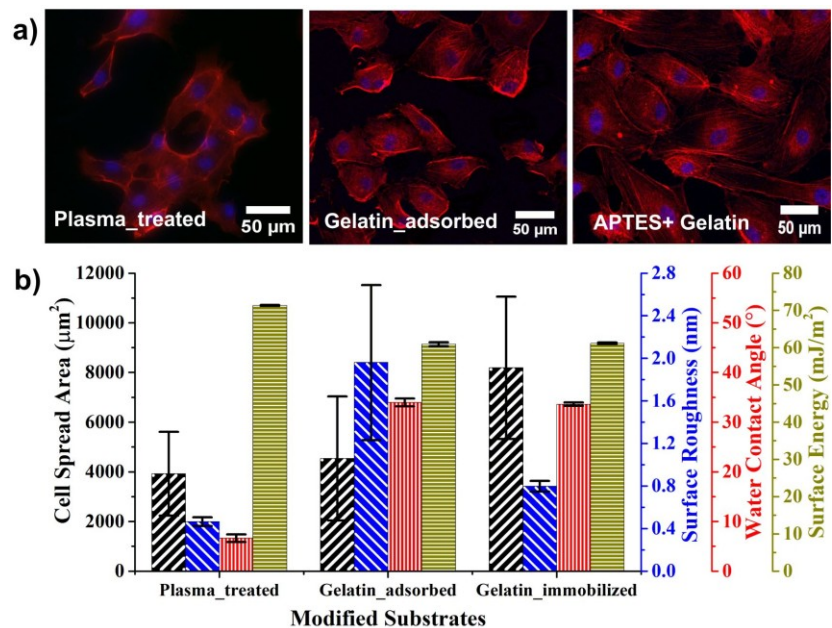 a)
Plasma_treated
50 µm
Gelatin_adsorbed
50 µm
APTES+ Gelatin
50 µm
b)
Cell Spread Area (µm²)
12000
10000
8000
6000
4000
2000
0
2.8
2.4
2.0
1.6
1.2
0.8
0.4
0.0
Surface Roughness (nm)
60
50
40
30
20
10
0
Water Contact Angle (°)
80
70
60
50
40
30
20
10
0
Surface Energy (mJ/m²)
Plasma_treated
Gelatin_adsorbed
Gelatin_immobilized
Modified Substrates